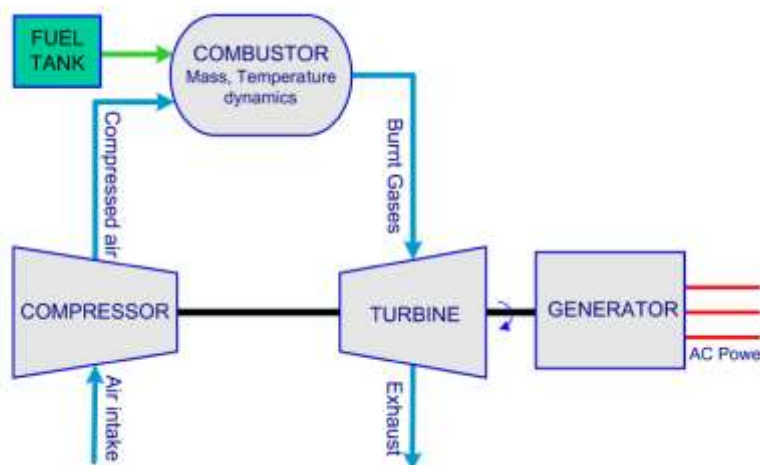 FUEL
TANK
COMBUSTOR
Mass, Temperature
dynamics
Compressed air
Burnt Gases
COMPRESSOR
TURBINE
GENERATOR
AC Powe
Air intake
Exhaust